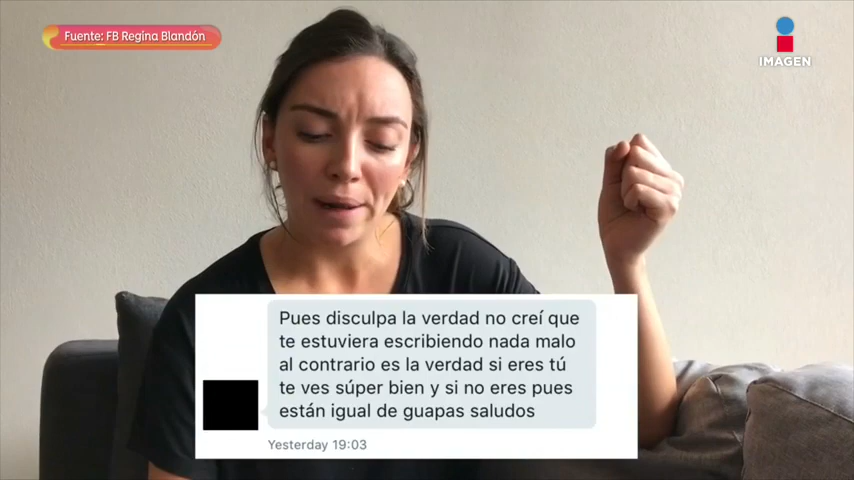 Fuente: FB Regina Blandón
IMAGEN
Pues disculpa la verdad no creí que
te estuviera escribiendo nada malo
al contrario es la verdad si eres tú
te ves súper bien y si no eres pues
están igual de guapas saludos
Yesterday 19:03